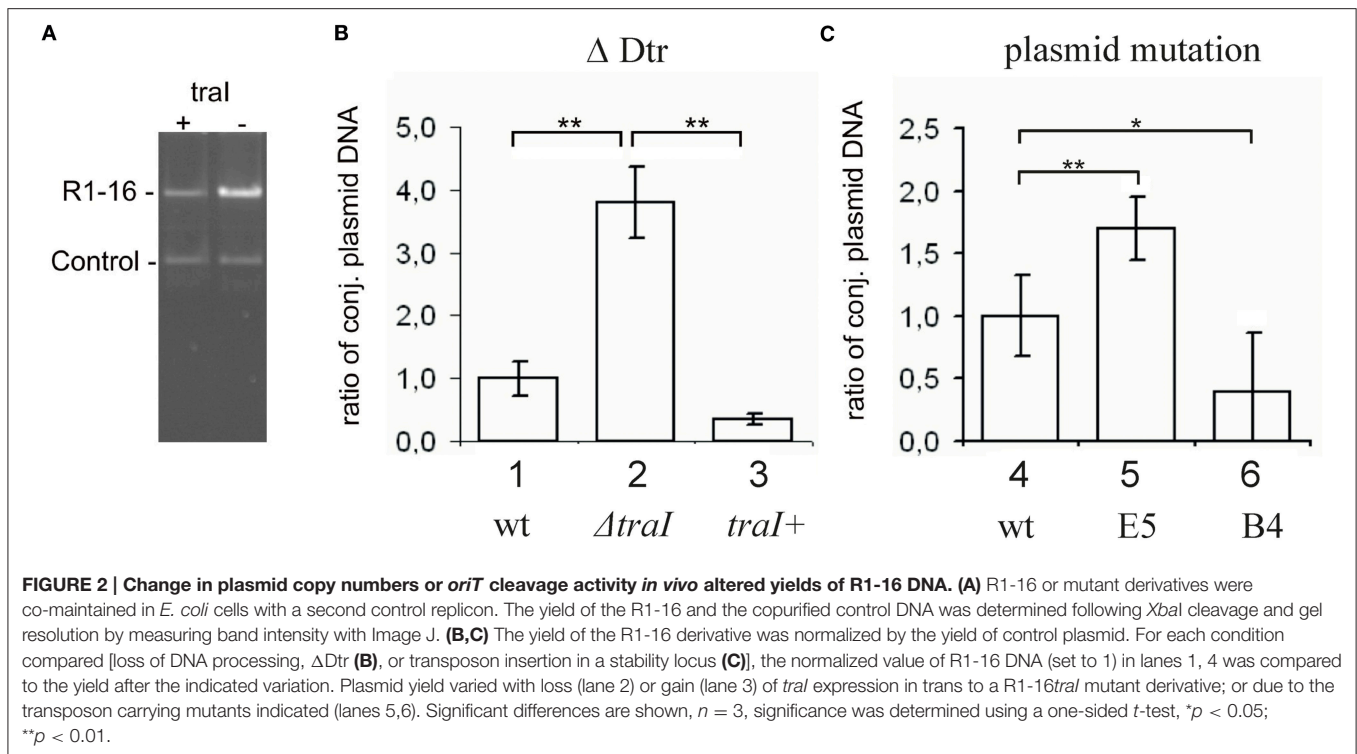 A
traI
+ -
R1-16 -
Control -
B
Δ Dtr
ratio of conj. plasmid DNA
5,0
4,0
3,0
2,0
1,0
0,0
** **
1 2 3
wt ΔtraI traI+
C
plasmid mutation
ratio of conj. plasmid DNA
2,5
2,0
1,5
1,0
0,5
0,0
*
**
4 5 6
wt E5 B4
FIGURE 2 | Change in plasmid copy numbers or oriT cleavage activity in vivo altered yields of R1-16 DNA. (A) R1-16 or mutant derivatives were
co-maintained in E. coli cells with a second control replicon. The yield of the R1-16 and the copurified control DNA was determined following XbaI cleavage and gel
resolution by measuring band intensity with Image J. (B,C) The yield of the R1-16 derivative was normalized by the yield of control plasmid. For each condition
compared [loss of DNA processing, ΔDtr (B), or transposon insertion in a stability locus (C)], the normalized value of R1-16 DNA (set to 1) in lanes 1, 4 was compared
to the yield after the indicated variation. Plasmid yield varied with loss (lane 2) or gain (lane 3) of traI expression in trans to a R1-16traI mutant derivative; or due to the
transposon carrying mutants indicated (lanes 5,6). Significant differences are shown, n = 3, significance was determined using a one-sided t-test, *p < 0.05;
**p < 0.01.